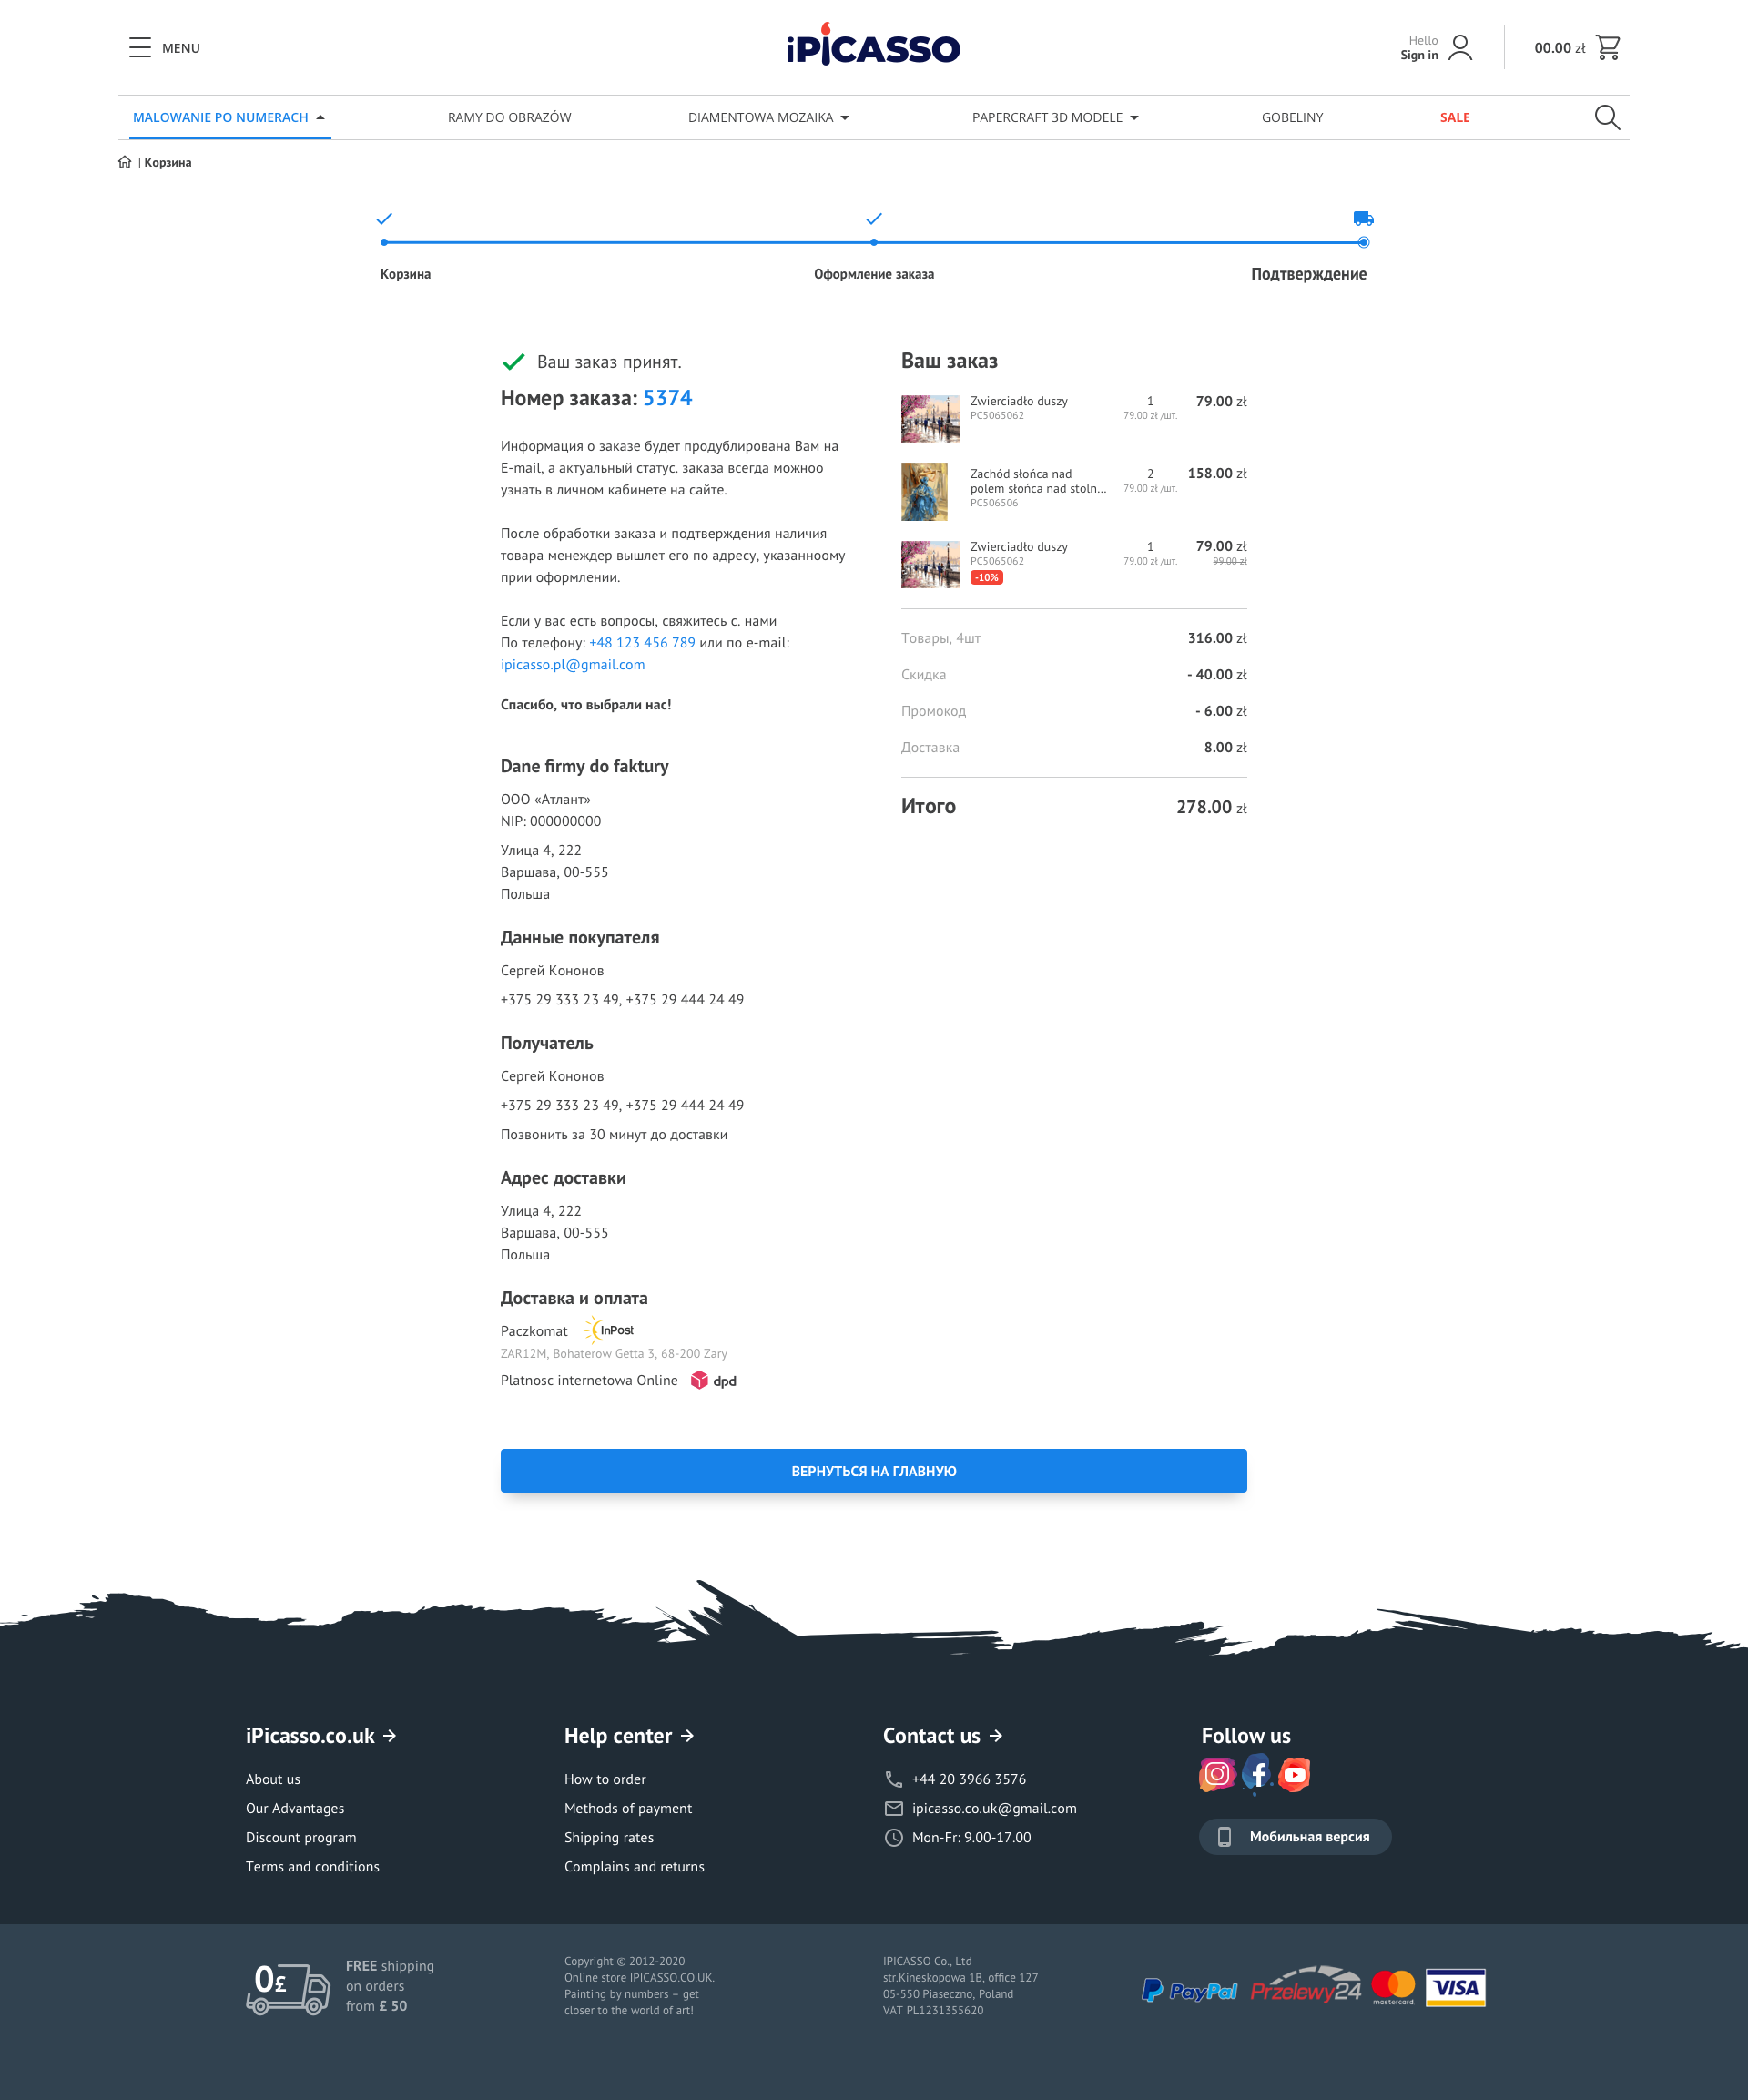 MENU
iPICASSO
Hello
Sign in
00.00 zł
MALOWANIE PO NUMERACH
RAMY DO OBRAZÓW
DIAMENTOWA MOZAIKA
PAPERCRAFT 3D MODELE
GOBELINY
SALE
| Корзина
Корзина
Оформление заказа
Подтверждение
Ваш заказ принят.
Номер заказа: 5374
Информация о заказе будет продублирована Вам на
E-mail, а актуальный статус. заказа всегда можноо
узнать в личном кабинете на сайте.
После обработки заказа и подтверждения наличия
товара менеждер вышлет его по адресу, указанноому
прии оформлении.
Если у вас есть вопросы, свяжитесь с. нами
По телефону: +48 123 456 789 или по e-mail:
ipicasso.pl@gmail.com
Спасибо, что выбрали нас!
Dane firmy do faktury
ООО «Атлант»
NIP: 000000000
Улица 4, 222
Варшава, 00-555
Польша
Данные покупателя
Сергей Кононов
+375 29 333 23 49, +375 29 444 24 49
Получатель
Сергей Кононов
+375 29 333 23 49, +375 29 444 24 49
Позвонить за 30 минут до доставки
Адрес доставки
Улица 4, 222
Варшава, 00-555
Польша
Доставка и оплата
Paczkomat InPost
ZAR12M, Bohaterow Getta 3, 68-200 Zary
Platnosc internetowa Online dpd
Ваш заказ
Zwierciadło duszy 1 79.00 zł
PC5065062 79.00 zł /шт.
Zachód słońca nad 2 158.00 zł
polem słońca nad stoln... 79.00 zł /шт.
PC506506
Zwierciadło duszy 1 79.00 zł
PC5065062 79.00 zł /шт. 99.00 zł
-10%
Товары, 4шт 316.00 zł
Скидка - 40.00 zł
Промокод - 6.00 zł
Доставка 8.00 zł
Итого 278.00 zł
ВЕРНУТЬСЯ НА ГЛАВНУЮ
iPicasso.co.uk
About us
Our Advantages
Discount program
Terms and conditions
Help center
How to order
Methods of payment
Shipping rates
Complains and returns
Contact us
+44 20 3966 3576
ipicasso.co.uk@gmail.com
Mon-Fr: 9.00-17.00
Follow us
Мобильная версия
0£
FREE shipping
on orders
from £ 50
Copyright © 2012-2020
Online store IPICASSO.CO.UK.
Painting by numbers – get
closer to the world of art!
IPICASSO Co., Ltd
str.Kineskopowa 1B, office 127
05-550 Piaseczno, Poland
VAT PL1231355620
PayPal
Przelewy24
mastercard
VISA